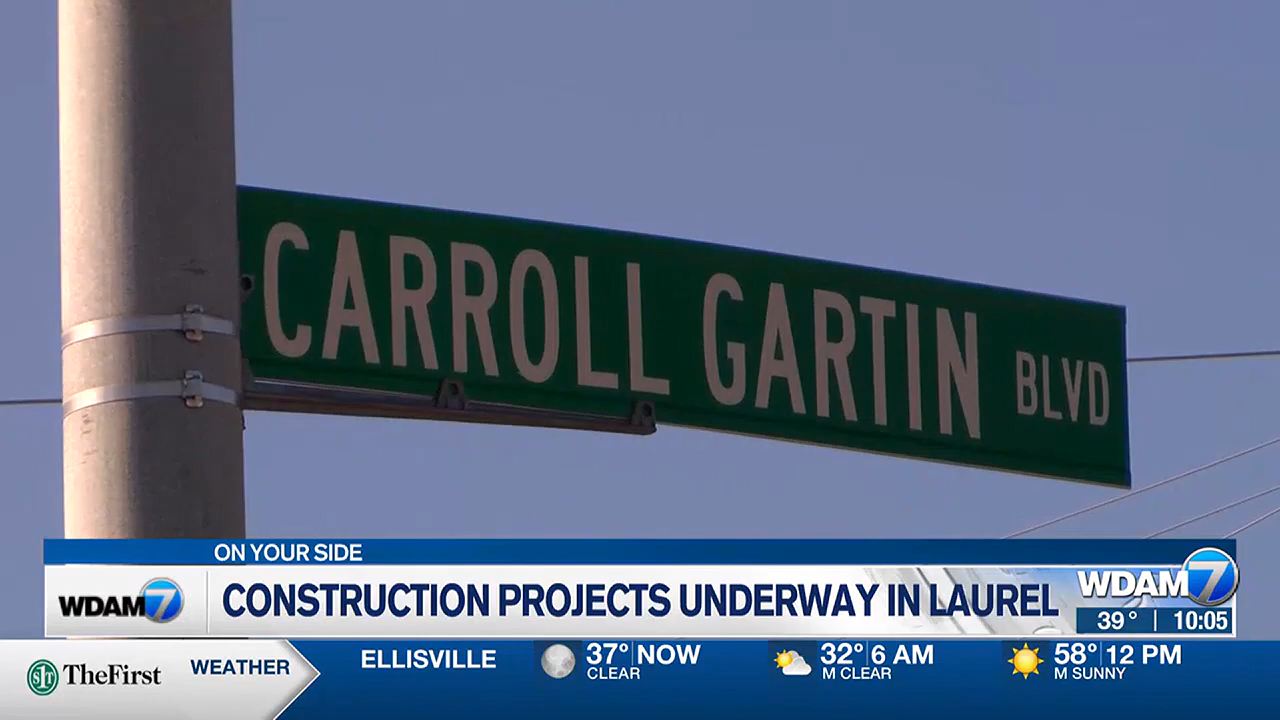 CARROLL GARTIN BLVD
ON YOUR SIDE
WDAM7
CONSTRUCTION PROJECTS UNDERWAY IN LAUREL
WDAM7
39° | 10:05
S1T TheFirst
WEATHER
ELLISVILLE
37° NOW
CLEAR
32° 6 AM
M CLEAR
58° 12 PM
M SUNNY